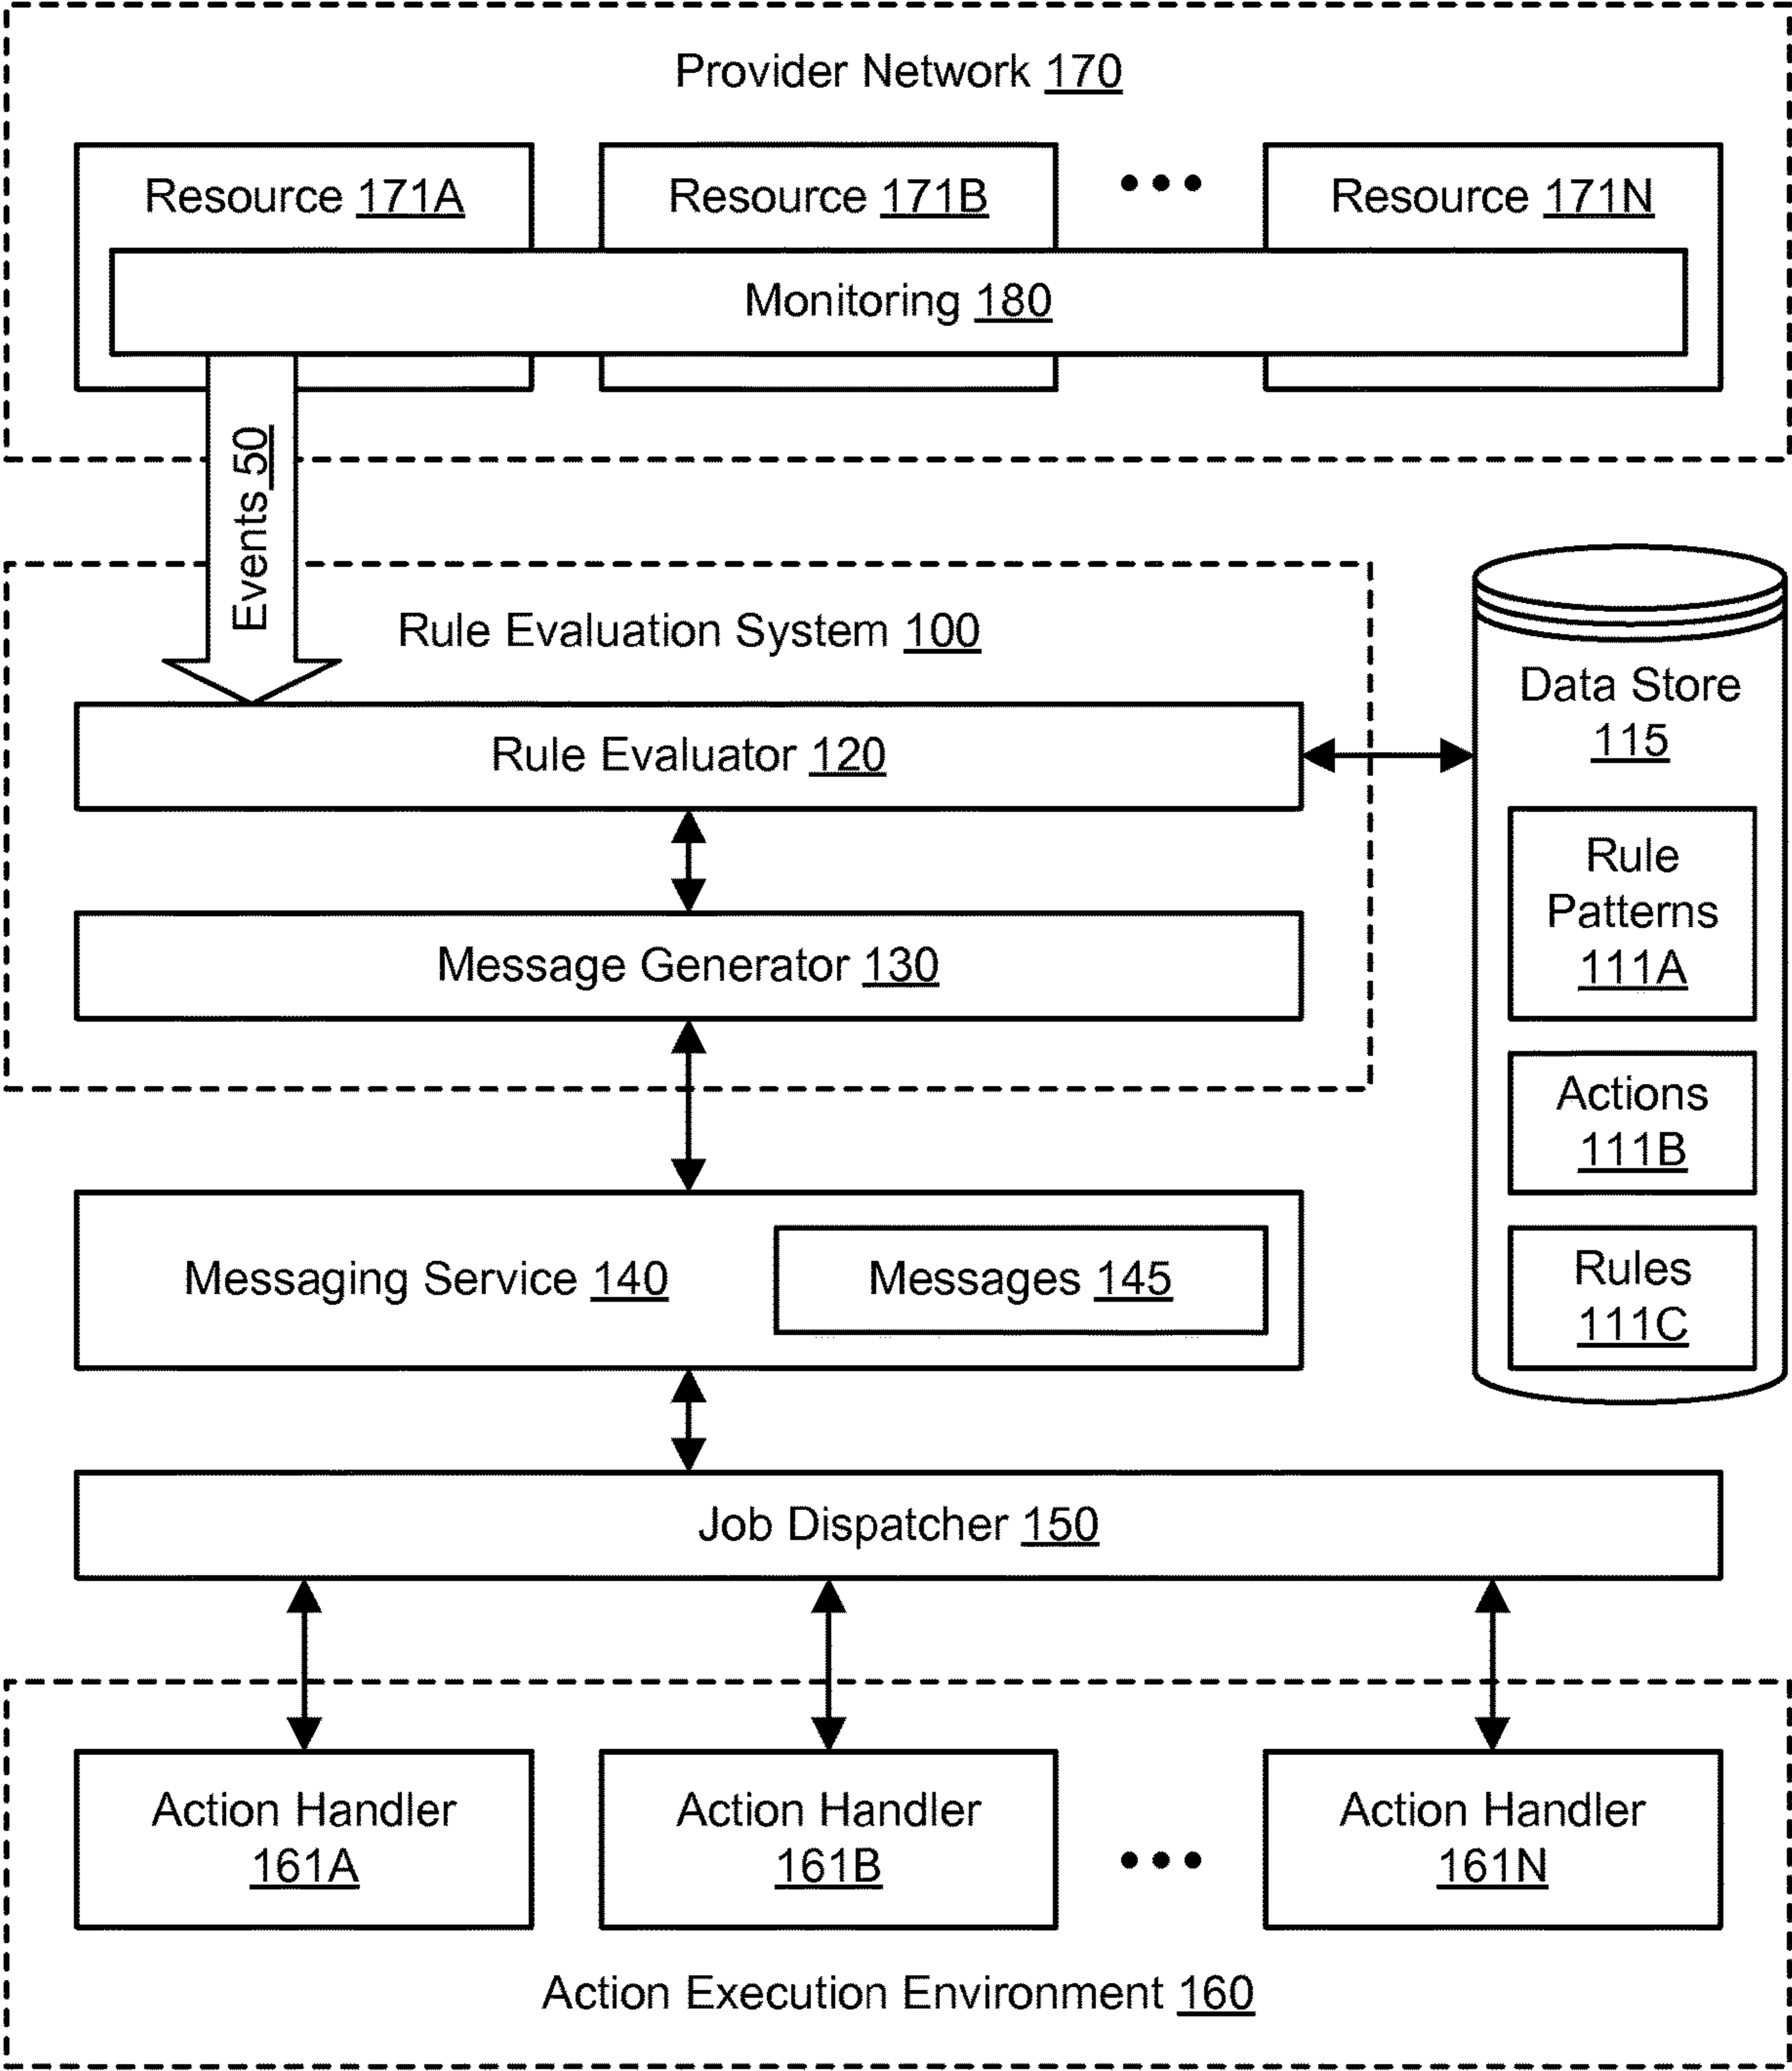 Provider Network 170
Resource 171A
Resource 171B
Resource 171N
Monitoring 180
Events 50
Rule Evaluation System 100
Rule Evaluator 120
Message Generator 130
Data Store
115
Rule
Patterns
111A
Actions
111B
Rules
111C
Messaging Service 140
Messages 145
Job Dispatcher 150
Action Handler
161A
Action Handler
161B
Action Handler
161N
Action Execution Environment 160